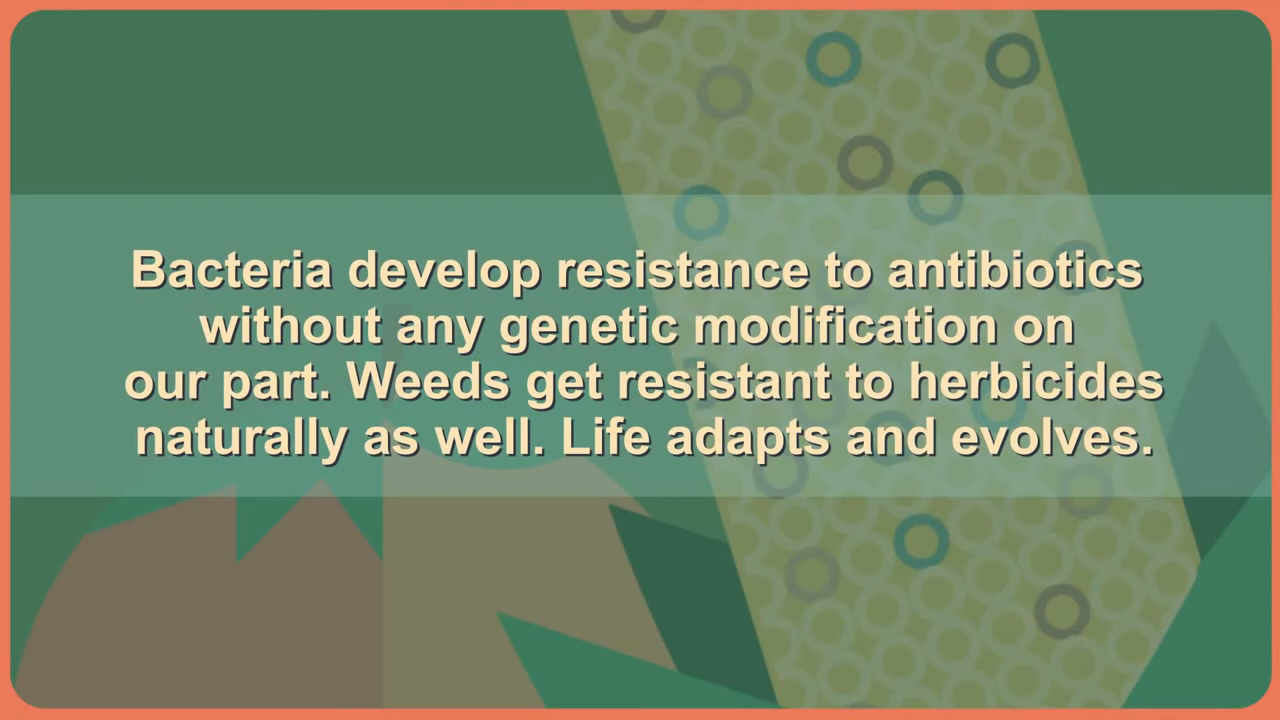 Bacteria develop resistance to antibiotics
without any genetic modification on
our part. Weeds get resistant to herbicides
naturally as well. Life adapts and evolves.